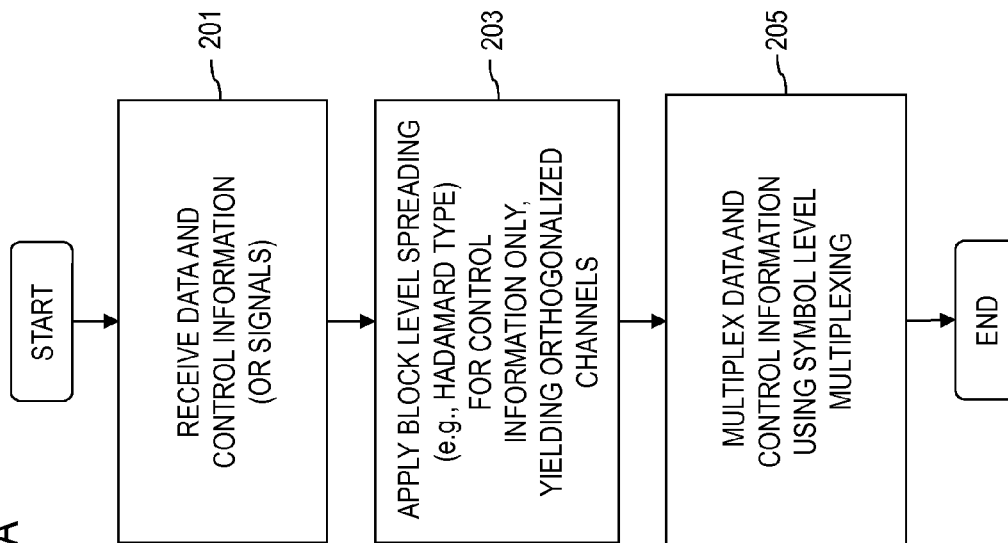 A
START
RECEIVE DATA AND
CONTROL INFORMATION
(OR SIGNALS)
201
APPLY BLOCK LEVEL SPREADING
(e.g., HADAMARD TYPE)
FOR CONTROL
INFORMATION ONLY,
YIELDING ORTHOGONALIZED
CHANNELS
203
MULTIPLEX DATA AND
CONTROL INFORMATION
USING SYMBOL LEVEL
MULTIPLEXING
205
END